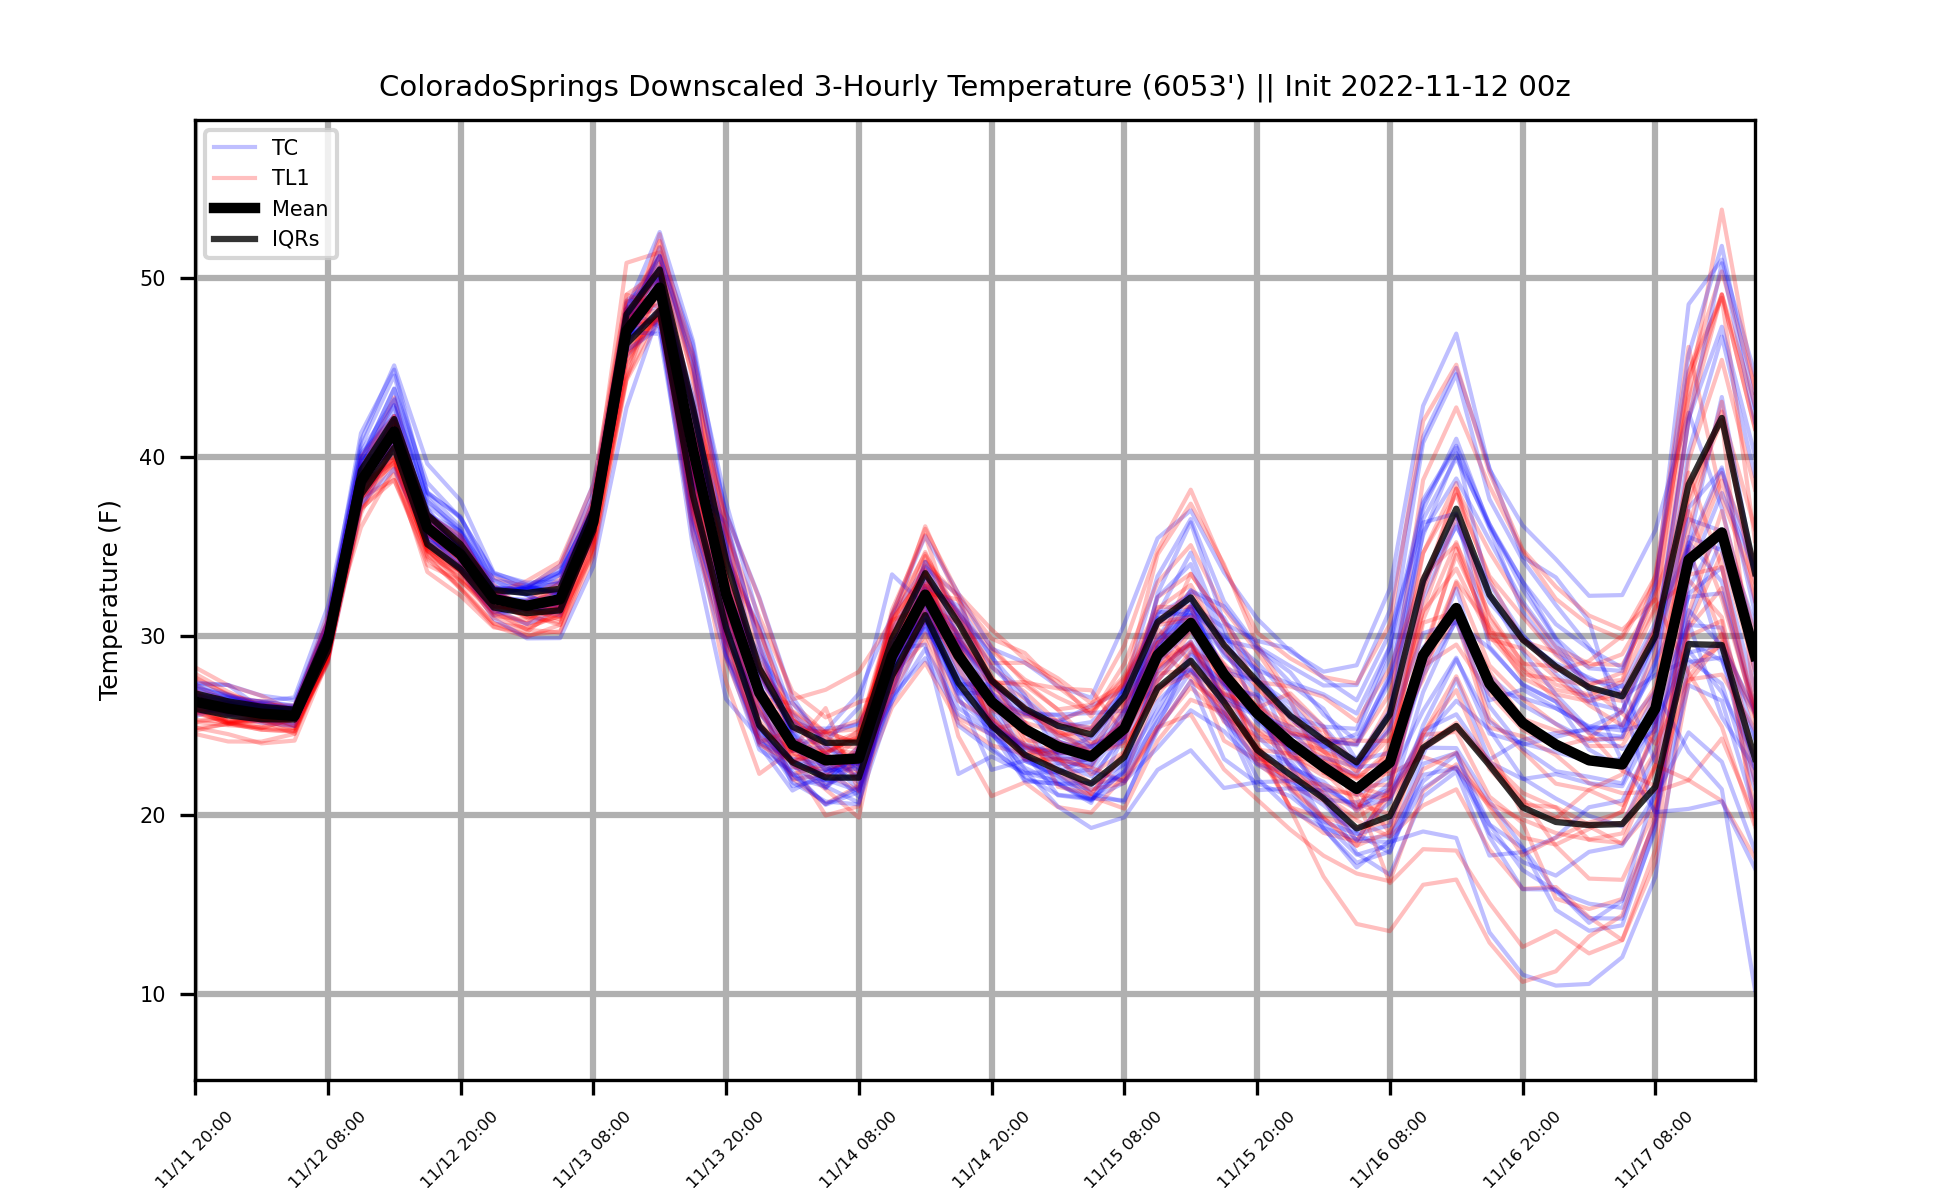 ColoradoSprings Downscaled 3-Hourly Temperature (6053') || Init 2022-11-12 00z
TC
TL1
Mean
IQRs
Temperature (F)
50
40
30
20
10
11/11 20:00
11/12 08:00
11/12 20:00
11/13 08:00
11/13 20:00
11/14 08:00
11/14 20:00
11/15 08:00
11/15 20:00
11/16 08:00
11/16 20:00
11/17 08:00